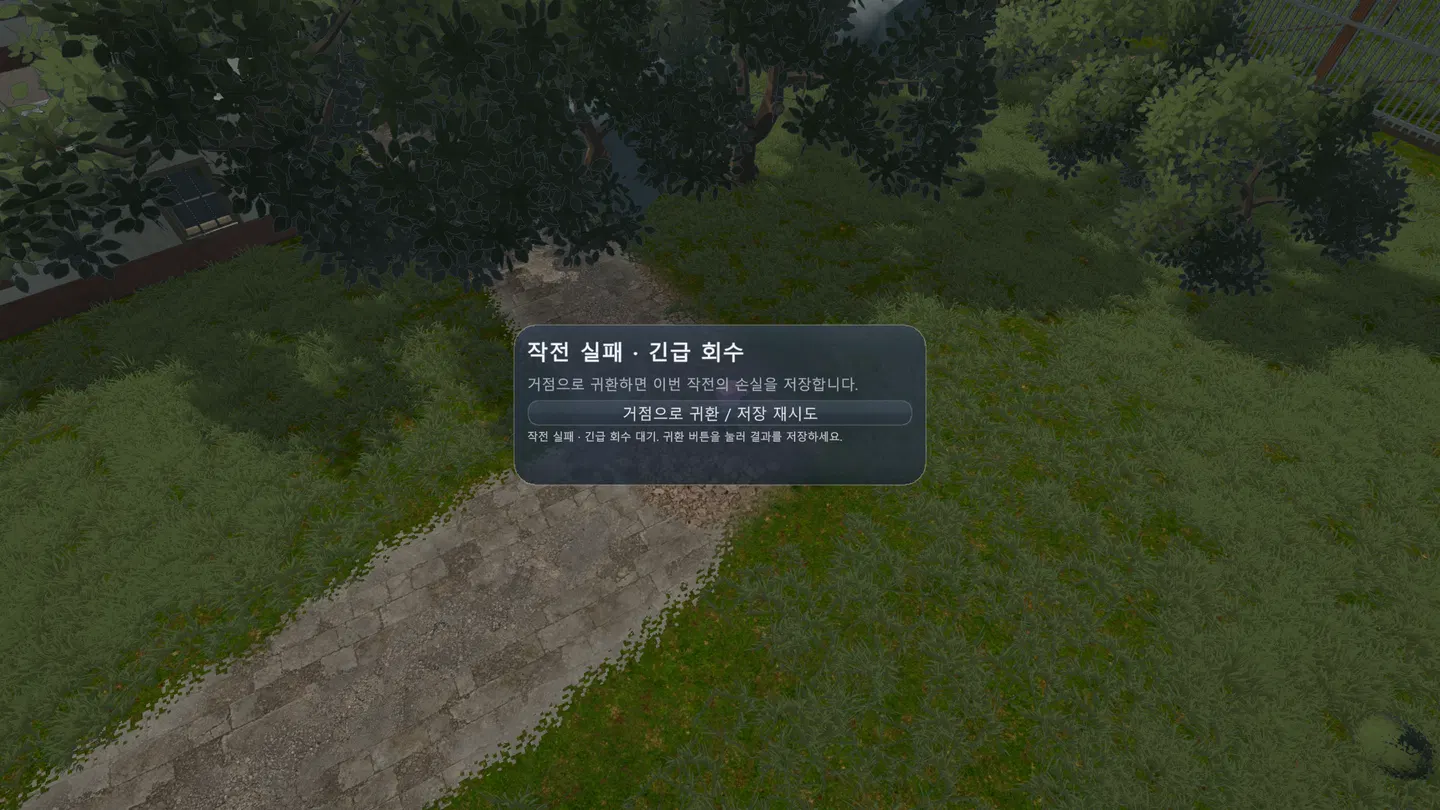 작전 실패 · 긴급 회수
거점으로 귀환하면 이번 작전의 손실을 저장합니다.
거점으로 귀환 / 저장 재시도
작전 실패 · 긴급 회수 대기. 귀환 버튼을 눌러 결과를 저장하세요.